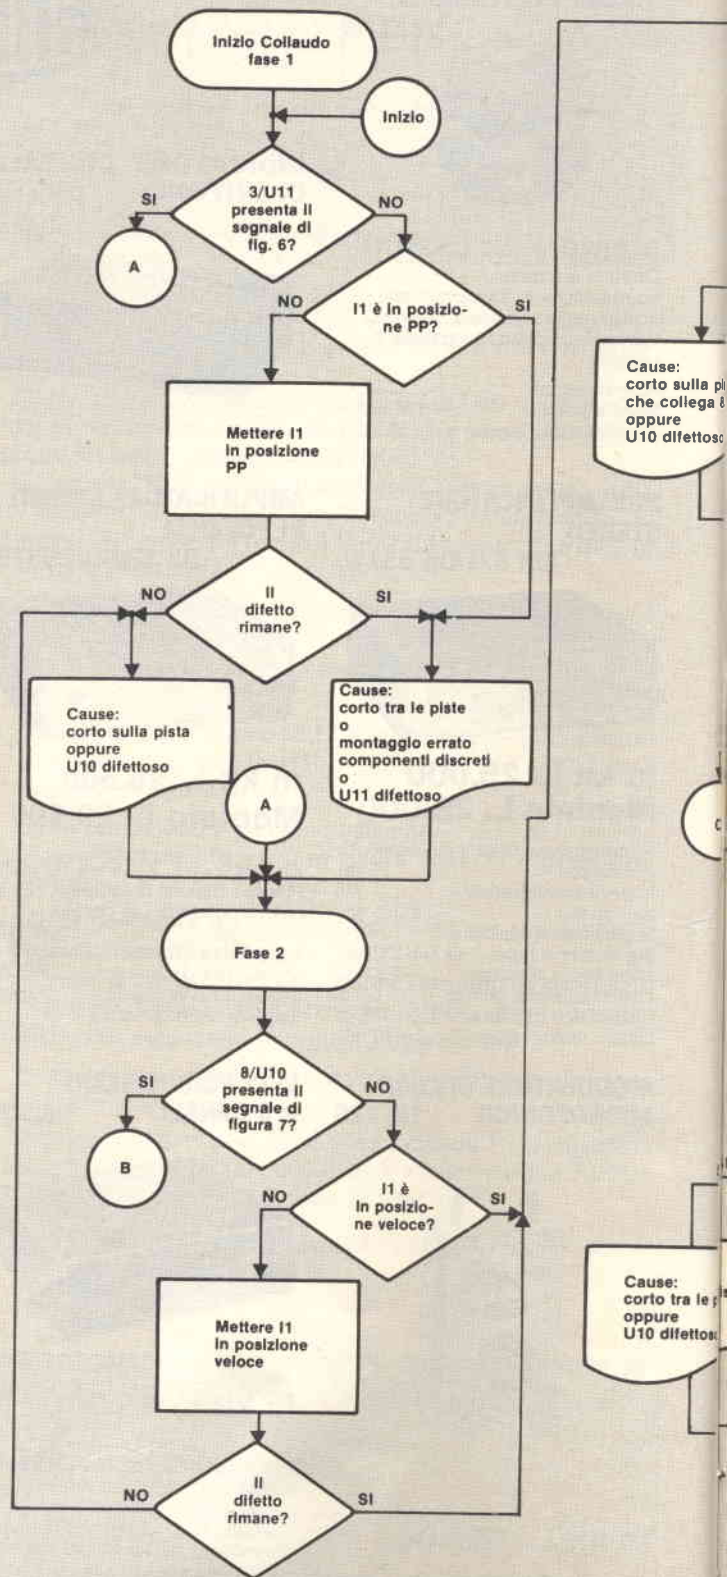 Inizio Collaudo
fase 1
Inizio
3/U11
presenta il
segnale di
fig. 6?
SI
NO
A
I1 è in posizio-
ne PP?
NO
SI
Mettere I1
in posizione
PP
Il
difetto
rimane?
NO
SI
Cause:
corto sulla pista
oppure
U10 difettoso
Cause:
corto tra le piste
o
montaggio errato
componenti discreti
o
U11 difettoso
A
Fase 2
8/U10
presenta il
segnale di
figura 7?
SI
NO
B
I1 è
in posizio-
ne veloce?
NO
SI
Mettere I1
in posizione
veloce
Il
difetto
rimane?
NO
SI
Cause:
corto sulla
che collega
oppure
U10
C
Cause:
corto tra le
oppure
U10